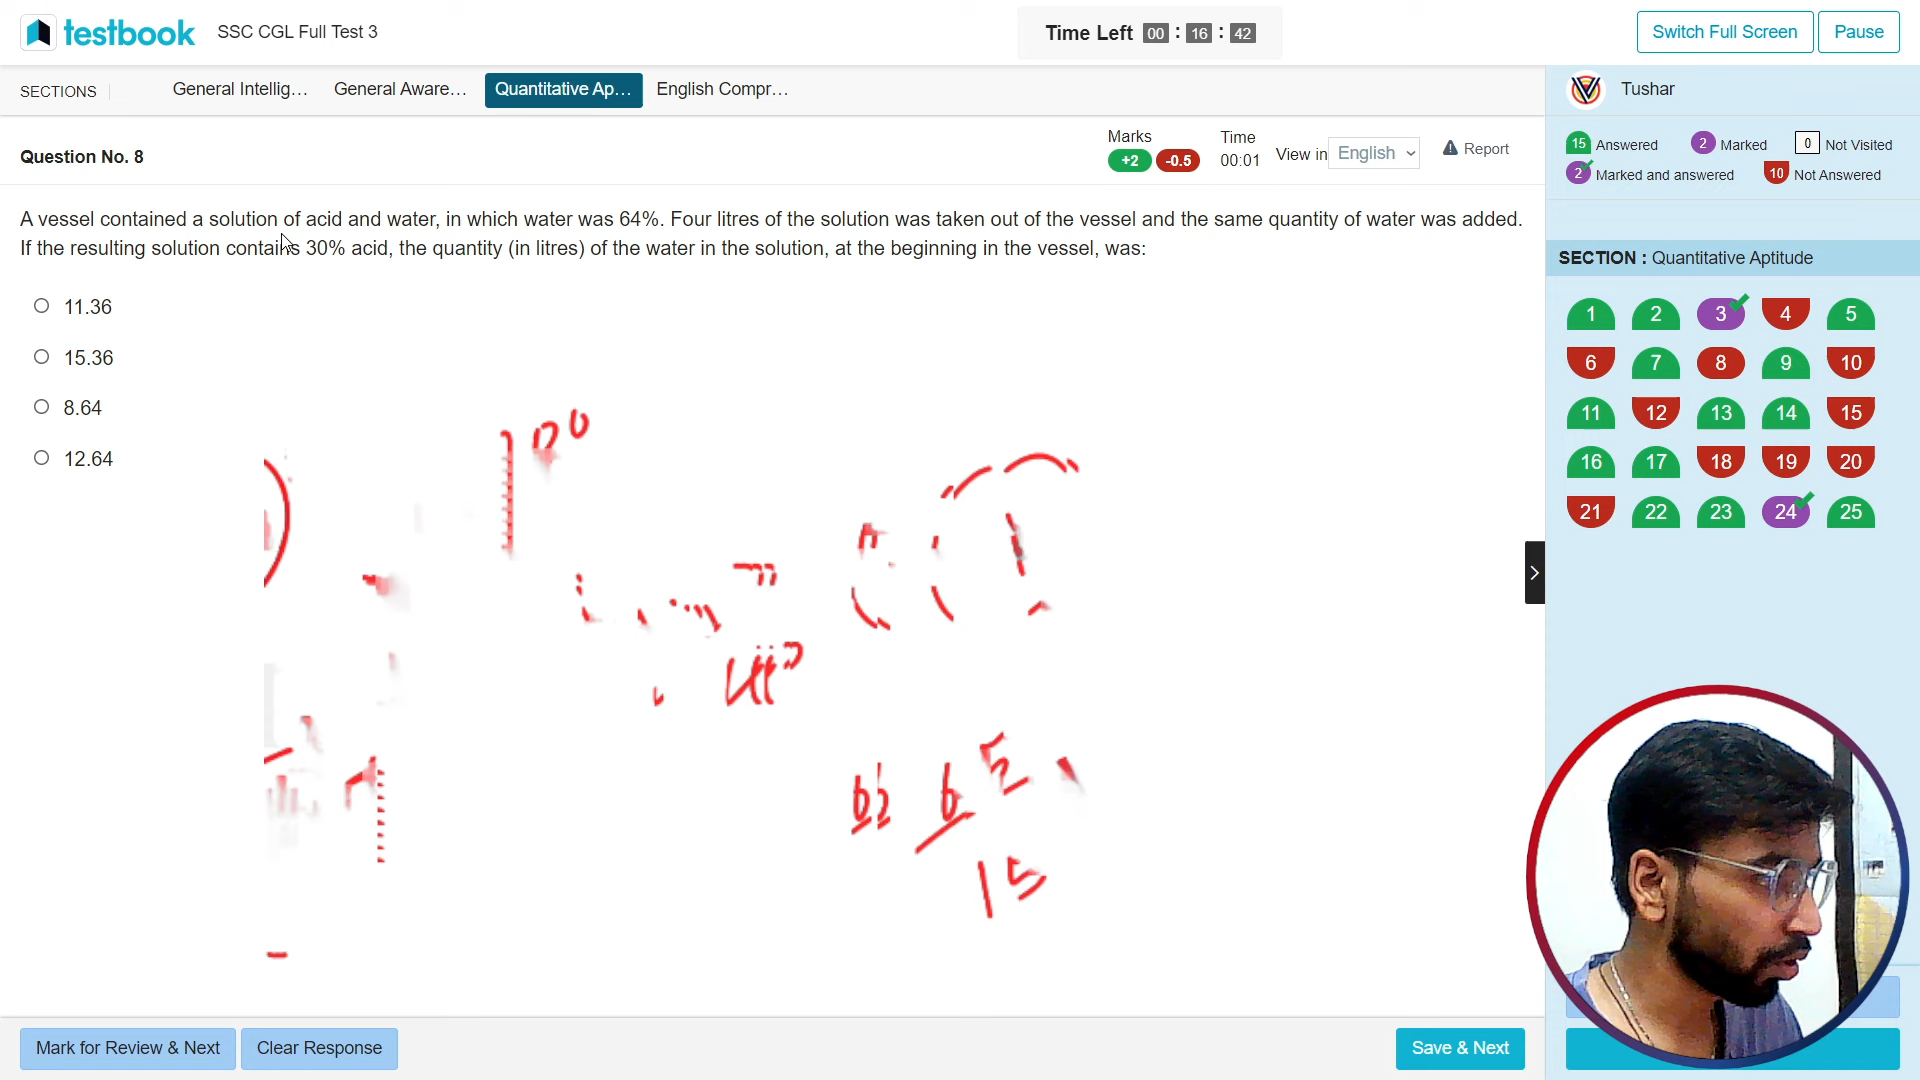 testbook
SSC CGL Full Test 3
Time Left 00 : 16 : 42
Switch Full Screen
Pause
SECTIONS
General Intellig...
General Aware...
Quantitative Ap...
English Compr...
Tushar
Question No. 8
Marks
+2 -0.5
Time
00:01
View in English
Report
15 Answered
2 Marked
0 Not Visited
2 Marked and answered
10 Not Answered
A vessel contained a solution of acid and water, in which water was 64%. Four litres of the solution was taken out of the vessel and the same quantity of water was added.
If the resulting solution contains 30% acid, the quantity (in litres) of the water in the solution, at the beginning in the vessel, was:
11.36
15.36
8.64
12.64
SECTION : Quantitative Aptitude
1 2 3 4 5
6 7 8 9 10
11 12 13 14 15
16 17 18 19 20
21 22 23 24 25
15
Mark for Review & Next
Clear Response
Save & Next